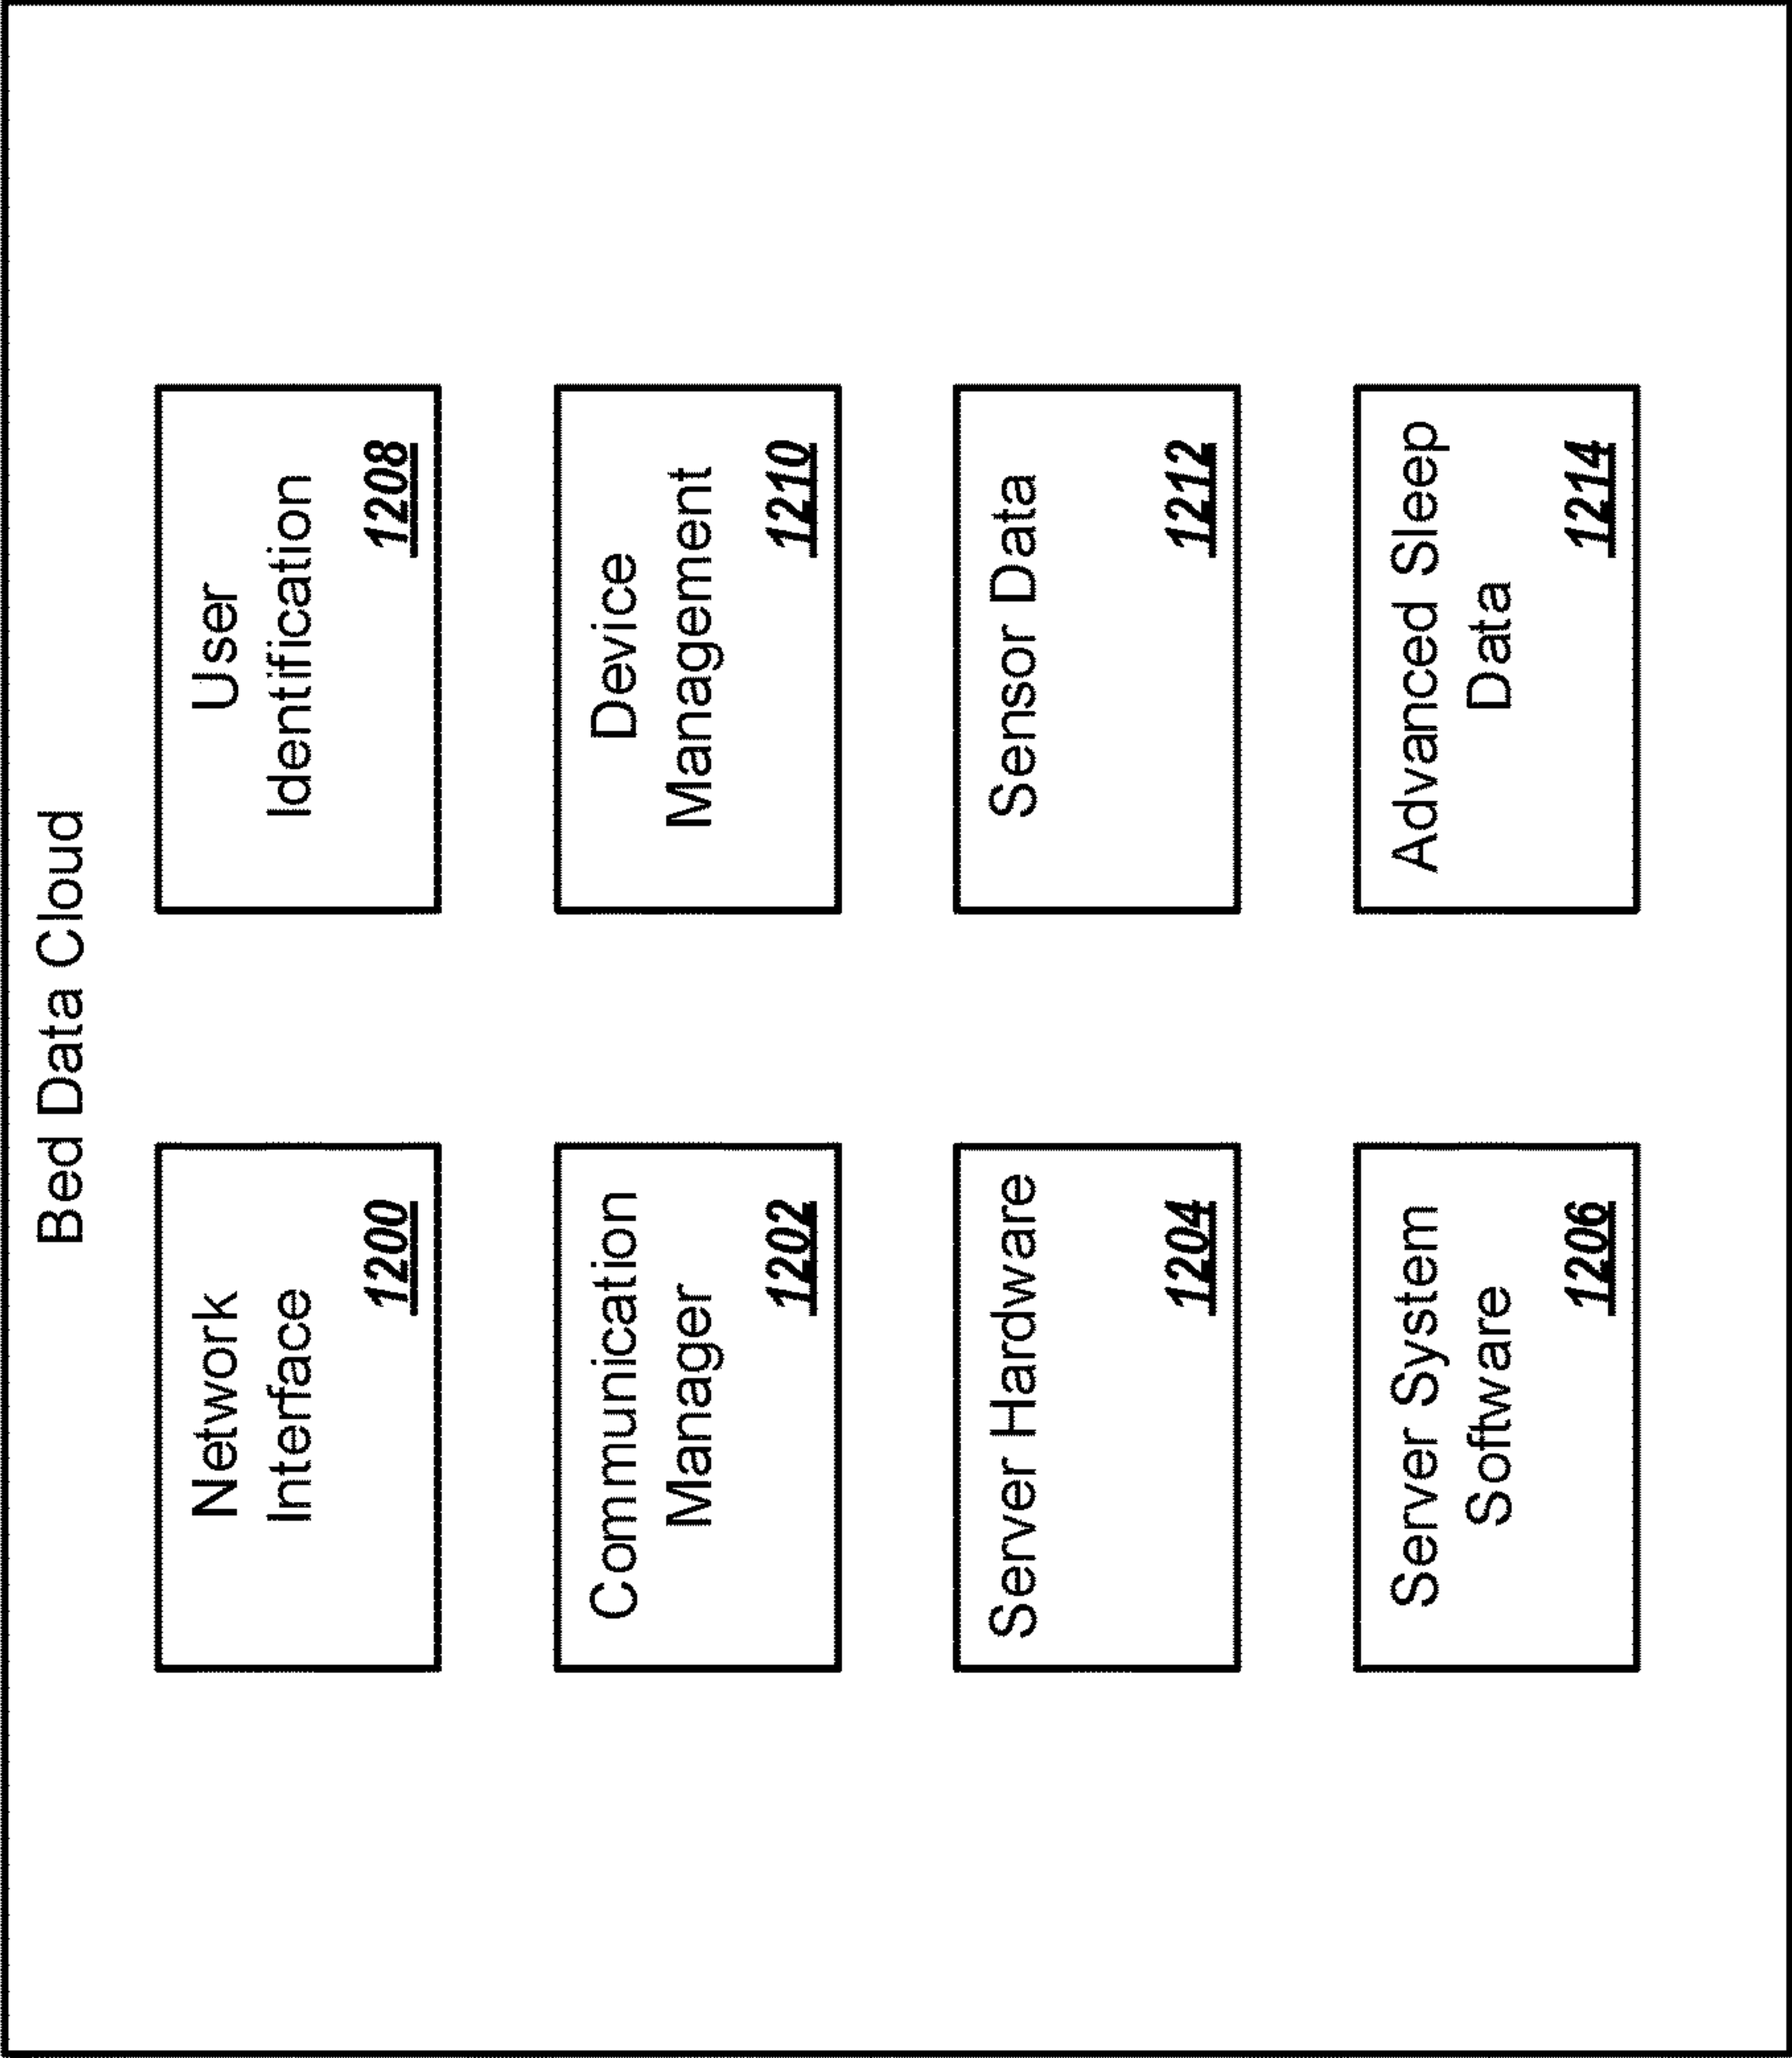 Bed Data Cloud
Network
Interface
1200
Communication
Manager
1202
Server Hardware
1204
Server System
Software
1206
User
Identification
1208
Device
Management
1210
Sensor Data
1212
Advanced Sleep
Data
1214